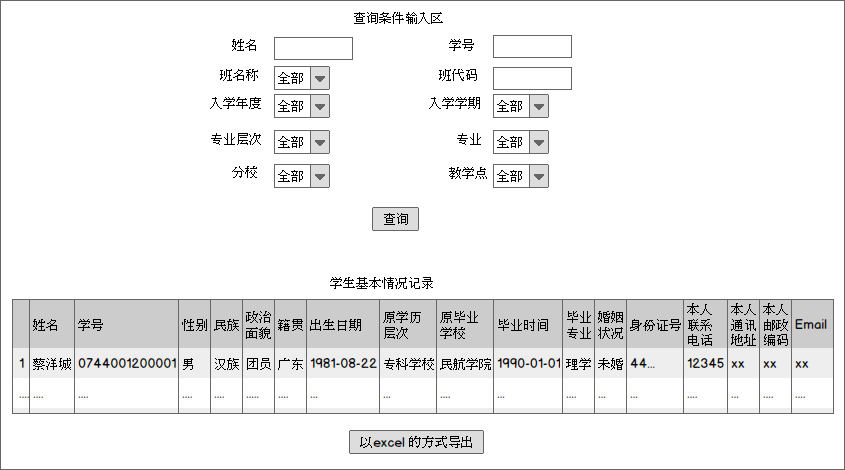 查询条件输入区
姓名 学号
班名称 全部 班代码
入学年度 全部 入学学期 全部
专业层次 全部 专业 全部
分校 全部 教学点 全部
查询
学生基本情况记录
姓名 学号 性别 民族 政治面貌 籍贯 出生日期 原学历层次 原毕业学校 毕业时间 毕业专业 婚姻状况 身份证号 本人联系电话 本人通讯地址 本人邮政编码 Email
1 蔡洋城 0744001200001 男 汉族 团员 广东 1981-08-22 专科学校 民航学院 1990-01-01 理学 未婚 44... 12345 xx xx xx
.... .... .... .... .... ..... .... ... ... .... .... ... ... .... ... ... ...
以excel 的方式导出